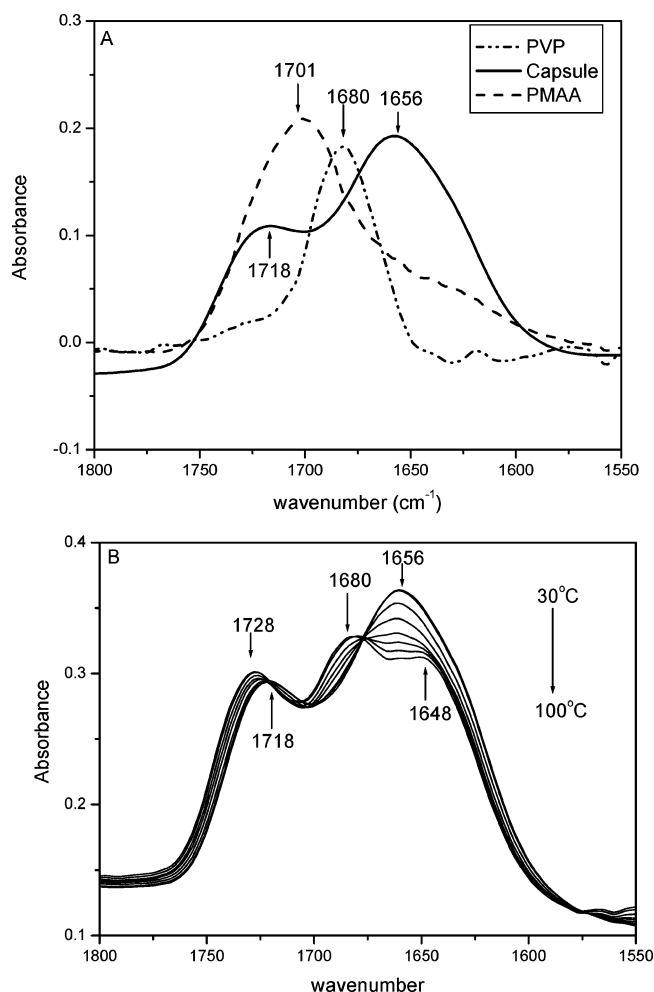 A
0.3
0.2
0.1
0.0
-0.1
Absorbance
1701
1680
1656
1718
PVP
Capsule
PMAA
1800
1750
1700
1650
1600
1550
wavenumber (cm-1)
B
0.4
0.3
0.2
0.1
Absorbance
1728
1680
1656
1718
1648
30°C
100°C
1800
1750
1700
1650
1600
1550
wavenumber